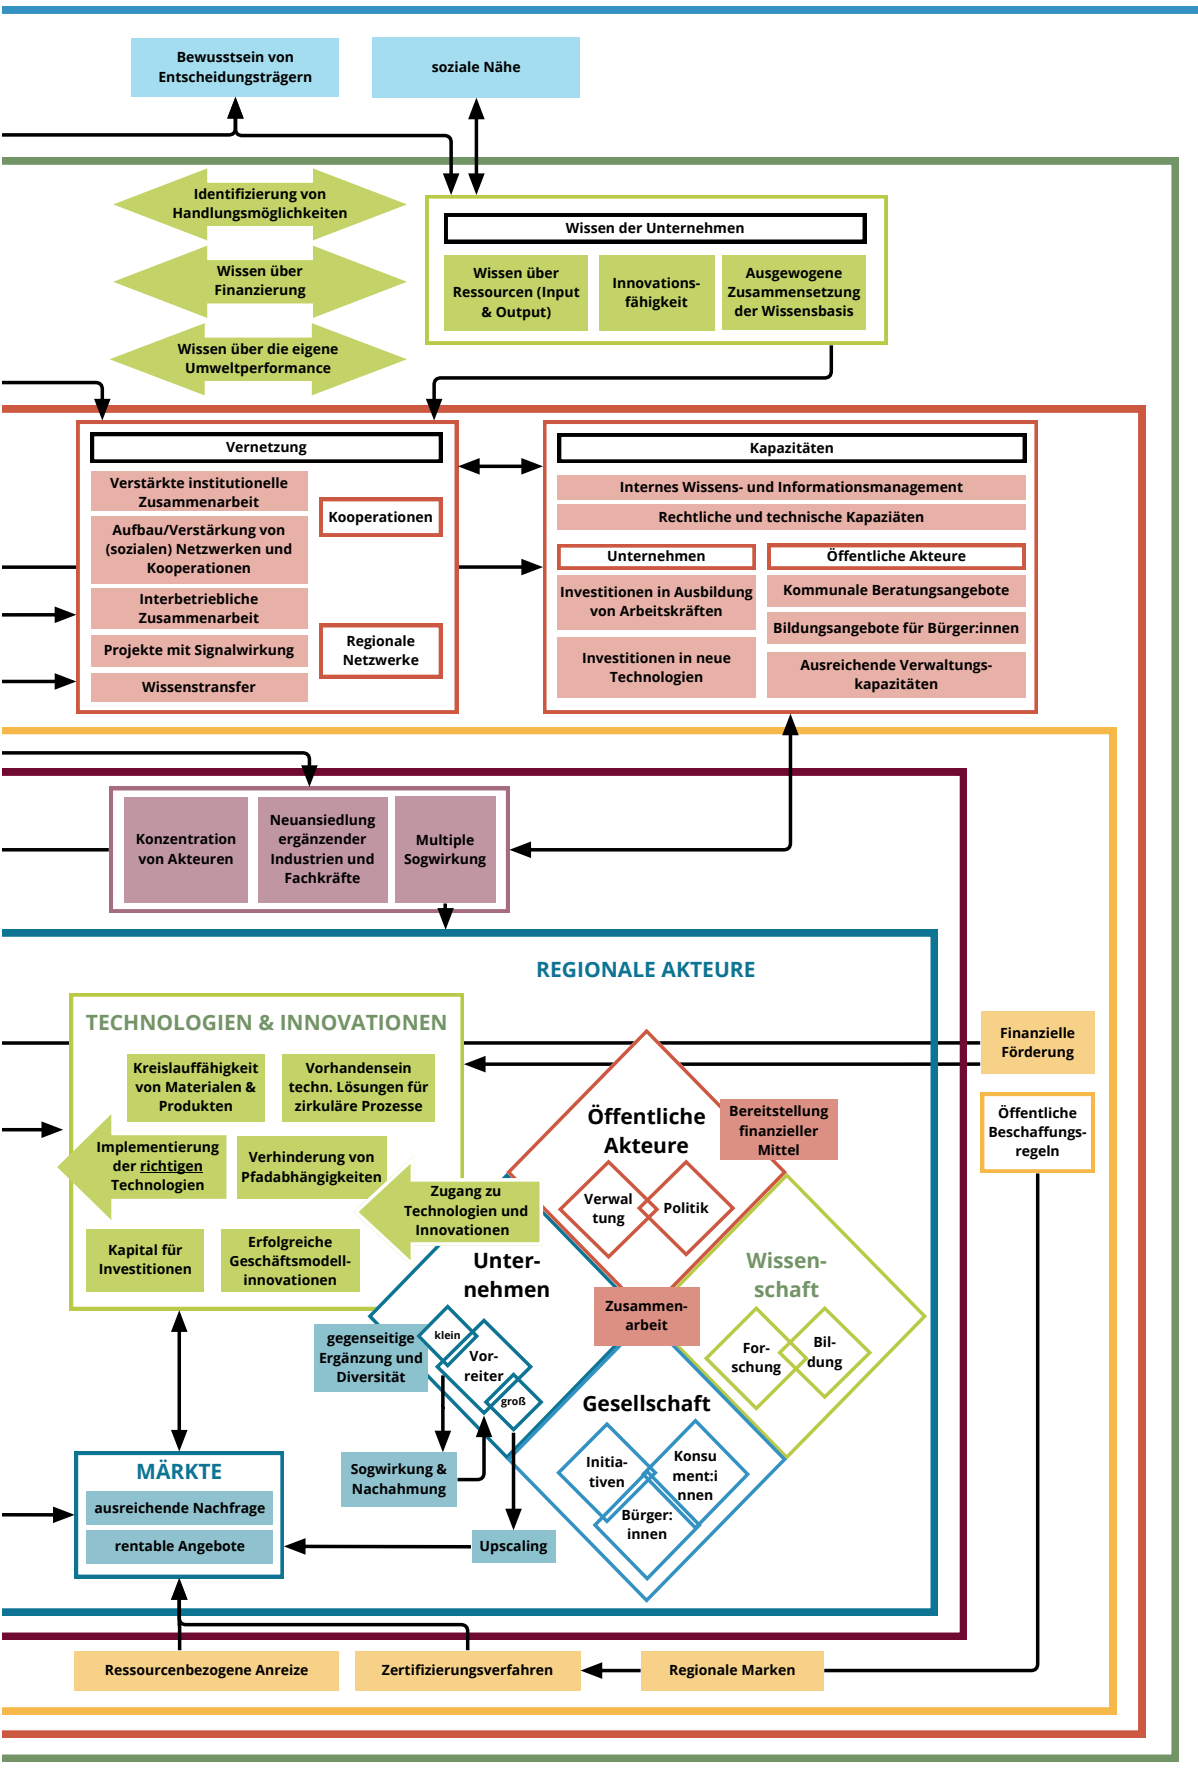 Bewusstsein von
Entscheidungsträgern
soziale Nähe
Identifizierung von
Handlungsmöglichkeiten
Wissen über
Finanzierung
Wissen über die eigene
Umweltperformance
Wissen der Unternehmen
Wissen über
Ressourcen (Input
& Output)
Innovations-
fähigkeit
Ausgewogene
Zusammensetzung
der Wissensbasis
Vernetzung
Verstärkte institutionelle
Zusammenarbeit
Aufbau/Verstärkung von
(sozialen) Netzwerken und
Kooperationen
Interbetriebliche
Zusammenarbeit
Projekte mit Signalwirkung
Wissenstransfer
Kooperationen
Regionale
Netzwerke
Kapazitäten
Internes Wissens- und Informationsmanagement
Rechtliche und technische Kapaziäten
Unternehmen
Investitionen in Ausbildung
von Arbeitskräften
Investitionen in neue
Technologien
Öffentliche Akteure
Kommunale Beratungsangebote
Bildungsangebote für Bürger:innen
Ausreichende Verwaltungs-
kapazitäten
Konzentration
von Akteuren
Neuansiedlung
ergänzender
Industrien und
Fachkräfte
Multiple
Sogwirkung
REGIONALE AKTEURE
TECHNOLOGIEN & INNOVATIONEN
Kreislauffähigkeit
von Materialen &
Produkten
Vorhandensein
techn. Lösungen für
zirkuläre Prozesse
Implementierung
der richtigen
Technologien
Verhinderung von
Pfadabhängigkeiten
Zugang zu
Technologien und
Innovationen
Kapital für
Investitionen
Erfolgreiche
Geschäftsmodell-
innovationen
Finanzielle
Förderung
Öffentliche
Beschaffungs-
regeln
Öffentliche
Akteure
Bereitstellung
finanzieller
Mittel
Verwal
tung
Politik
Unter-
nehmen
Wissen-
schaft
Zusammen-
arbeit
klein
Vor-
reiter
groß
gegenseitige
Ergänzung und
Diversität
For-
schung
Bil-
dung
Gesellschaft
Initia-
tiven
Konsu
ment:i
nnen
Bürger:
innen
Sogwirkung &
Nachahmung
Upscaling
MÄRKTE
ausreichende Nachfrage
rentable Angebote
Ressourcenbezogene Anreize
Zertifizierungsverfahren
Regionale Marken